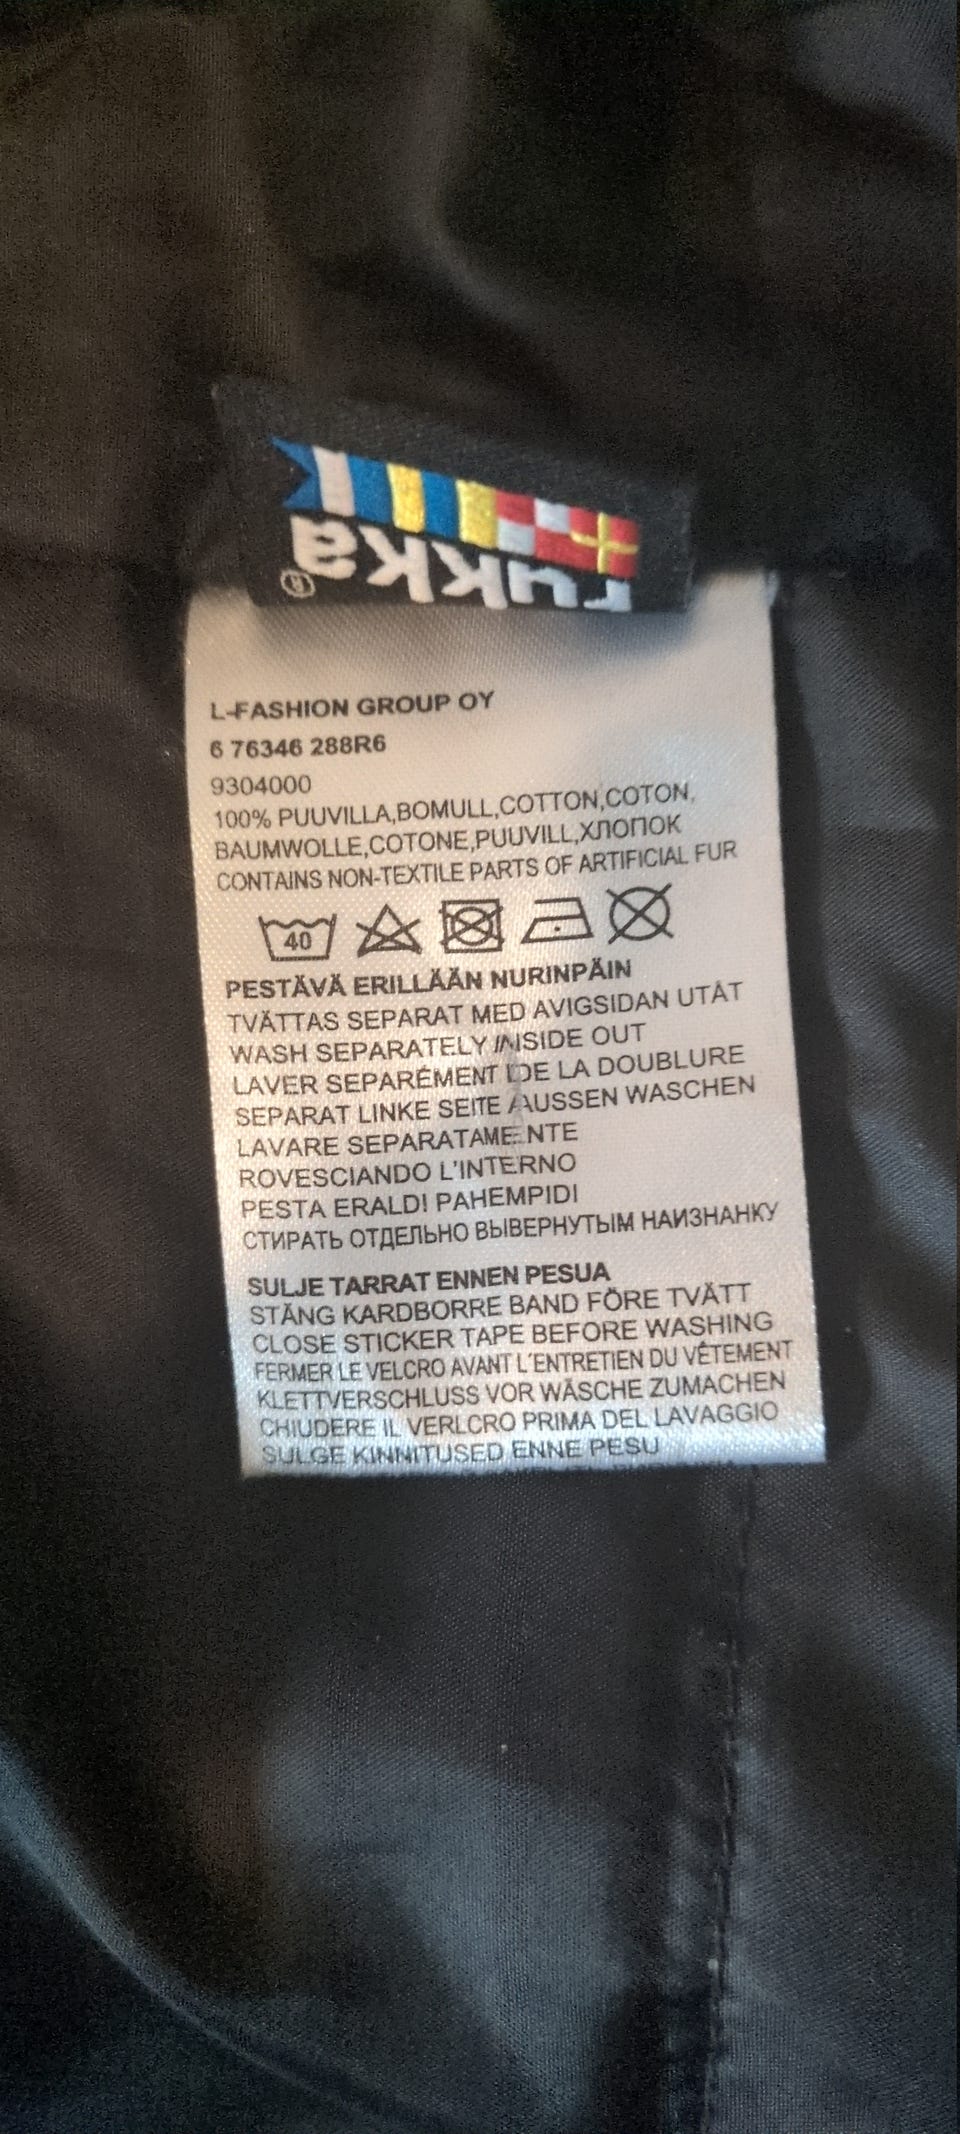 rukka®
L-FASHION GROUP OY
6 76346 288R6
9304000
100% PUUVILLA,BOMULL,COTTON,COTON,
BAUMWOLLE,COTONE,PUUVILL,ХЛОПОК
CONTAINS NON-TEXTILE PARTS OF ARTIFICIAL FUR
40
PESTÄVÄ ERILLÄÄN NURINPÄIN
TVÄTTAS SEPARAT MED AVIGSIDAN UTÅT
WASH SEPARATELY INSIDE OUT
LAVER SEPARÉMENT DE LA DOUBLURE
SEPARAT LINKE SEITE AUSSEN WASCHEN
LAVARE SEPARATAMENTE
ROVESCIANDO L'INTERNO
PESTA ERALDI PAHEMPIDI
СТИРАТЬ ОТДЕЛЬНО ВЫВЕРНУТЫМ НАИЗНАНКУ
SULJE TARRAT ENNEN PESUA
STÄNG KARDBORRE BAND FÖRE TVÄTT
CLOSE STICKER TAPE BEFORE WASHING
FERMER LE VELCRO AVANT L'ENTRETIEN DU VÊTEMENT
KLETTVERSCHLUSS VOR WÄSCHE ZUMACHEN
CHIUDERE IL VERLCRO PRIMA DEL LAVAGGIO
SULGE KINNITUSED ENNE PESU